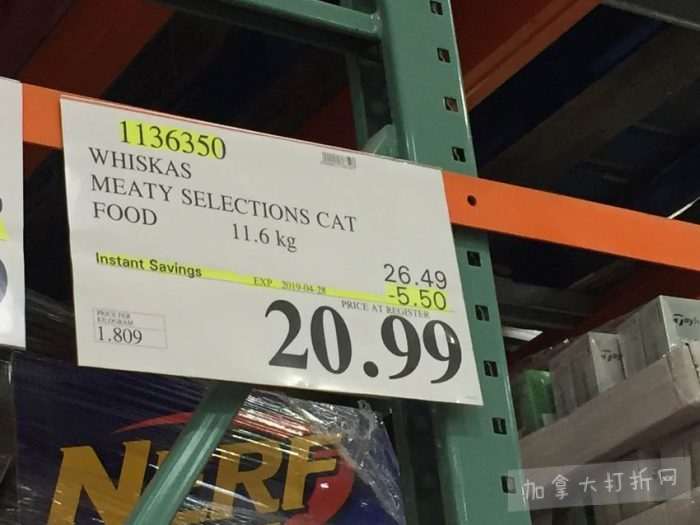 1136350
WHISKAS
MEATY SELECTIONS CAT
FOOD 11.6 kg
Instant Savings
EXP 2019-04-28
26.49
-5.50
PRICE AT REGISTER
20.99
PRICE PER
KILOGRAM
1.809
NERF
加拿大打折网